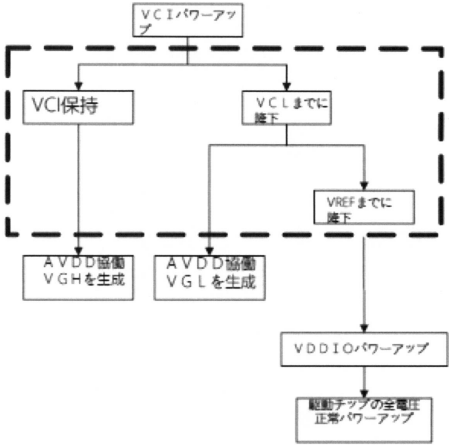 ＶＣＩパワーアッ
プ
VCI保持
ＶＣＬまでに
降下
VREFまでに
降下
ＡＶＤＤ協働
ＶＧＨを生成
ＡＶＤＤ協働
ＶＧＬを生成
ＶＤＤＩＯパワーアップ
駆動チップの全電圧
正常パワーアップ